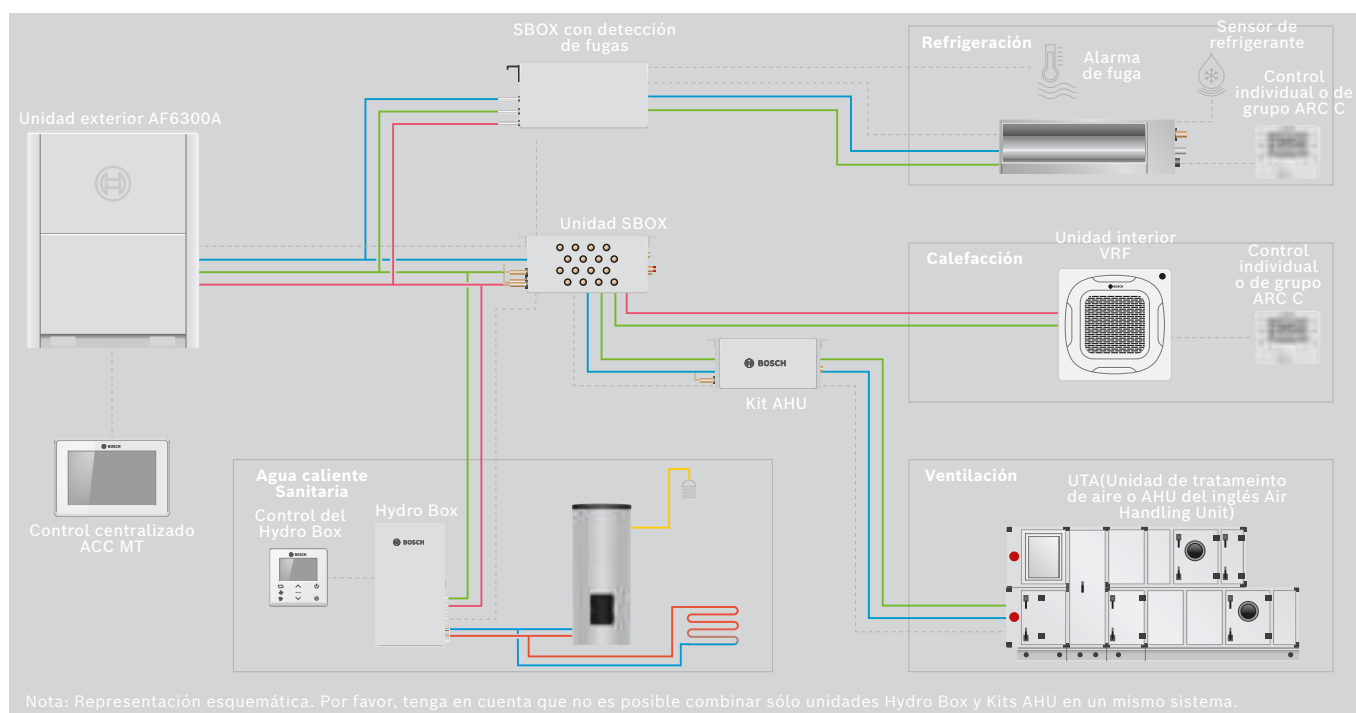 SBOX con detección
de fugas
Refrigeración
Alarma
de fuga
Sensor de
refrigerante
Control
individual o de
grupo ARC C
Unidad exterior AF6300A
Unidad SBOX
Calefacción
Unidad interior
VRF
BOSCH
Control
individual
o de grupo
ARC C
BOSCH
Kit AHU
BOSCH
Control centralizado
ACC MT
Agua caliente
Sanitaria
Control del
Hydro Box
BOSCH
Hydro Box
BOSCH
Ventilación
UTA(Unidad de tratameinto
de aire o AHU del inglés Air
Handling Unit)
Nota: Representación esquemática. Por favor, tenga en cuenta que no es posible combinar sólo unidades Hydro Box y Kits AHU en un mismo sistema.